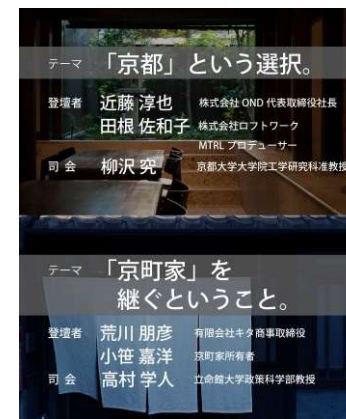 テーマ 「京都」という選択。
登壇者 近藤 淳也 株式会社 OND 代表取締役社長
田根 佐和子 株式会社ロフトワーク
MTRL プロデューサー
司 会 柳沢 究 京都大学大学院工学研究科准教授
テーマ 「京町家」を
継ぐということ。
登壇者 荒川 朋彦 有限会社キタ商事取締役
小笹 嘉洋 京町家所有者
司 会 高村 学人 立命館大学政策科学部教授